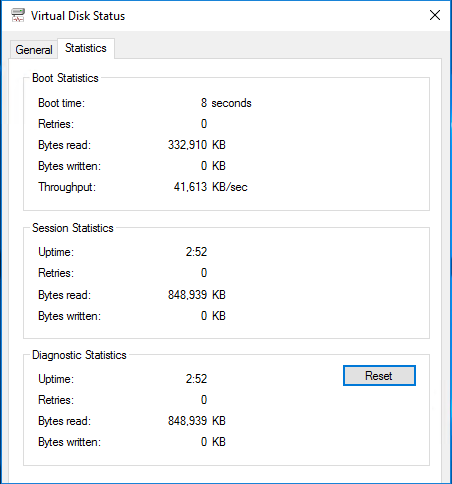 Virtual Disk Status
General Statistics
Boot Statistics
Boot time: 8 seconds
Retries: 0
Bytes read: 332,910 KB
Bytes written: 0 KB
Throughput: 41,613 KB/sec
Session Statistics
Uptime: 2:52
Retries: 0
Bytes read: 848,939 KB
Bytes written: 0 KB
Diagnostic Statistics
Uptime: 2:52 Reset
Retries: 0
Bytes read: 848,939 KB
Bytes written: 0 KB